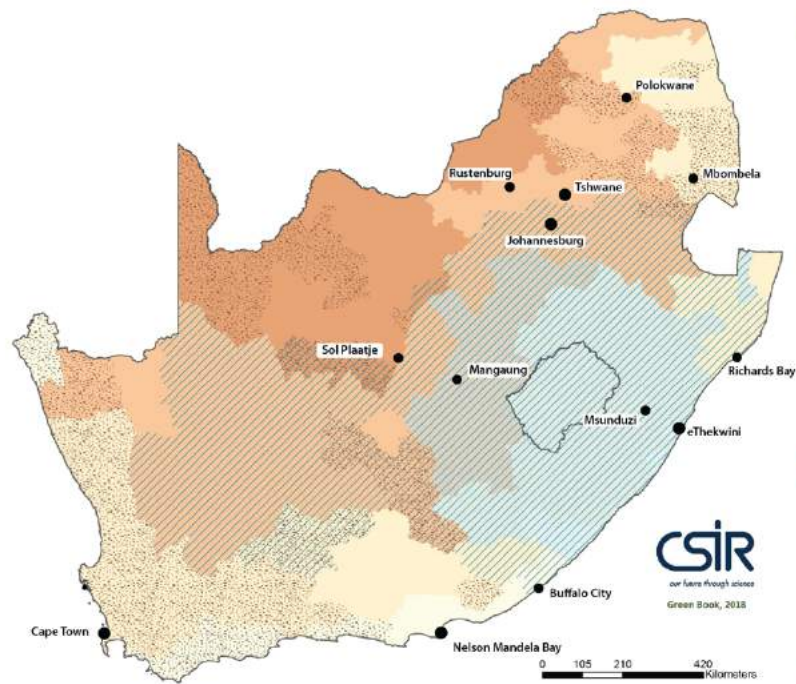 Polokwane
Rustenburg
Tshwane
Mbombela
Johannesburg
Sol Plaatje
Mangaung
Richards Bay
Msunduzi
eThekwini
CSIR
our future through science
Green Book, 2018
Buffalo City
Cape Town
Nelson Mandela Bay
0 105 210 420
Kilometers